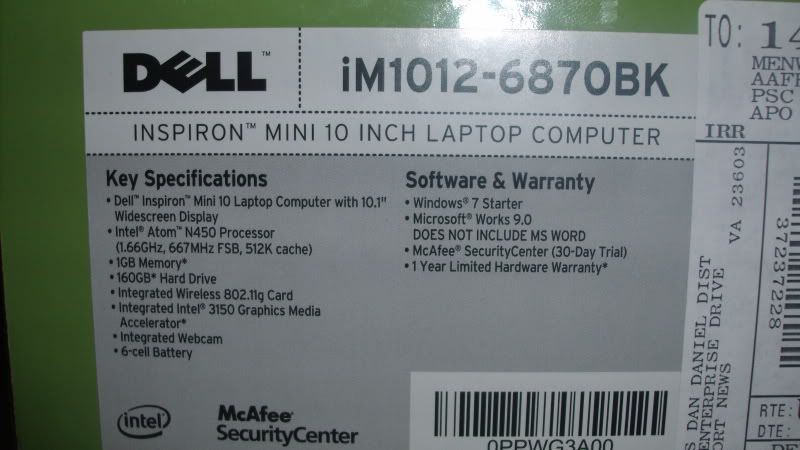 DELL™
iM1012-6870BK
INSPIRON™ MINI 10 INCH LAPTOP COMPUTER
Key Specifications
• Dell™ Inspiron™ Mini 10 Laptop Computer with 10.1"
Widescreen Display
• Intel® Atom™ N450 Processor
(1.66GHz, 667MHz FSB, 512K cache)
• 1GB Memory*
• 160GB* Hard Drive
• Integrated Wireless 802.11g Card
• Integrated Intel® 3150 Graphics Media
Accelerator*
• Integrated Webcam
• 6-cell Battery
Software & Warranty
• Windows® 7 Starter
• Microsoft® Works 9.0
DOES NOT INCLUDE MS WORD
• McAfee® SecurityCenter (30-Day Trial)
• 1 Year Limited Hardware Warranty*
intel
McAfee®
SecurityCenter
0PPWG3A00
TO: 14
MENW
AAFE
PSC
APO
IRR
VA 23603
S DAN DANIEL DIST
ENTERPRISE DRIVE
ORT NEWS
37237228
RTE:
DTE: